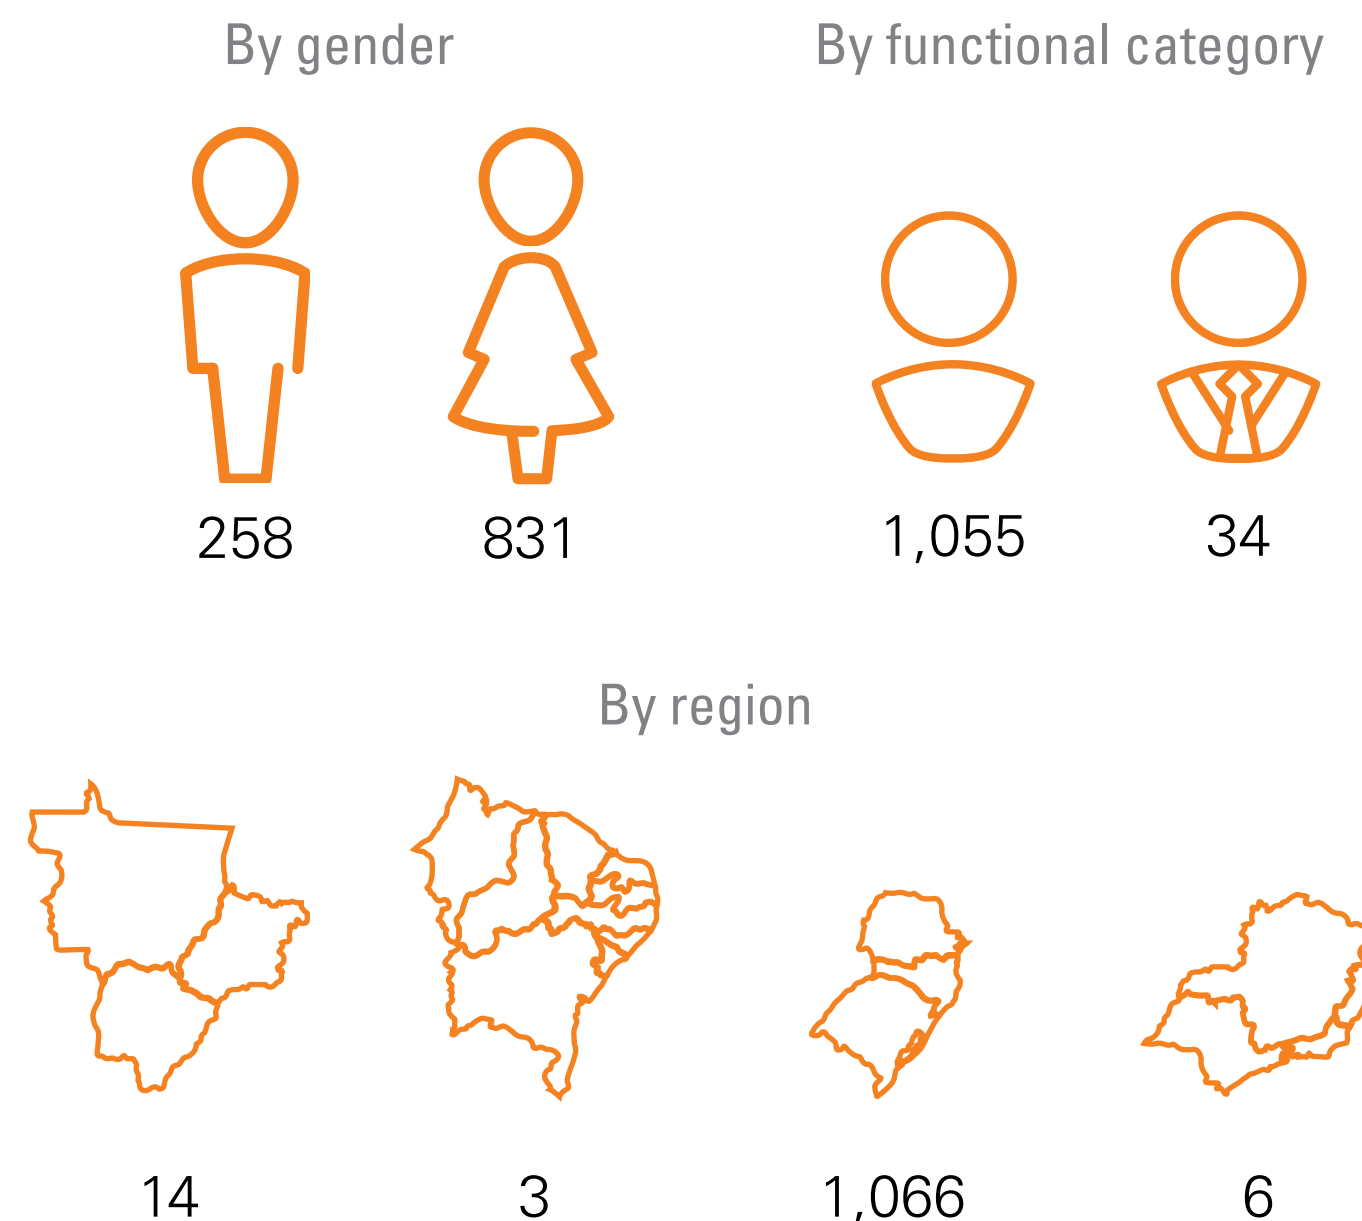 By gender
By functional category
258
831
1,055
34
By region
14
3
1,066
6